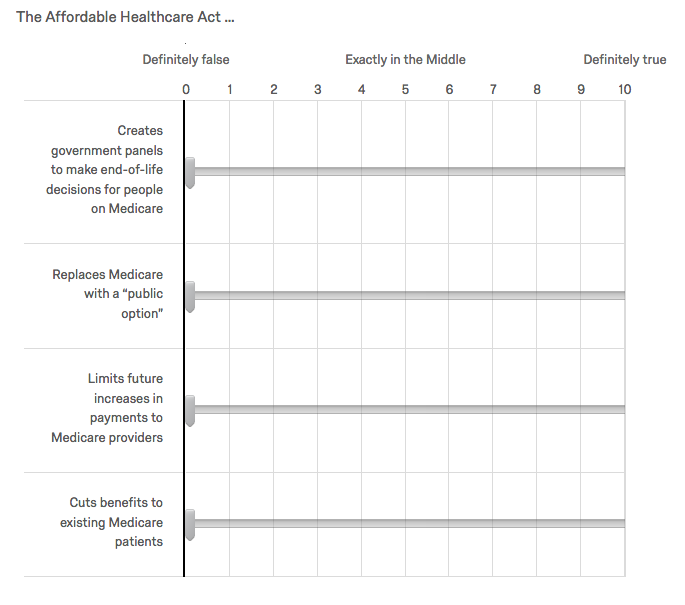 The Affordable Healthcare Act ...
Definitely false Exactly in the Middle Definitely true
0 1 2 3 4 5 6 7 8 9 10
Creates
government panels
to make end-of-life
decisions for people
on Medicare
Replaces Medicare
with a “public
option”
Limits future
increases in
payments to
Medicare providers
Cuts benefits to
existing Medicare
patients